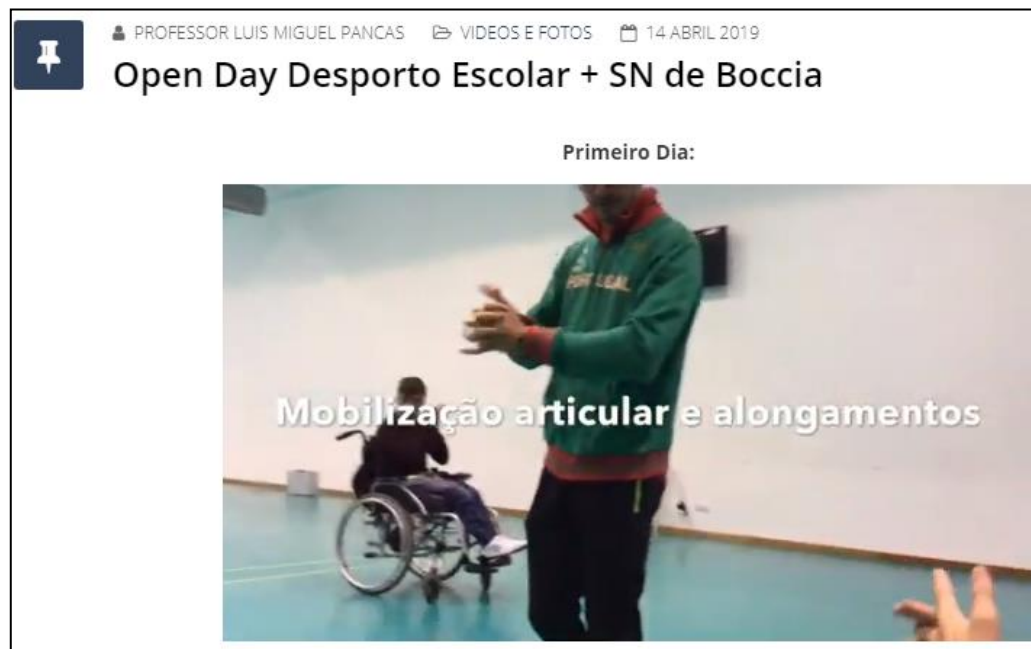 PROFESSOR LUIS MIGUEL PANCAS VIDEOS E FOTOS 14 ABRIL 2019
Open Day Desporto Escolar + SN de Boccia
Primeiro Dia:
PORTUGAL
Mobilização articular e alongamentos